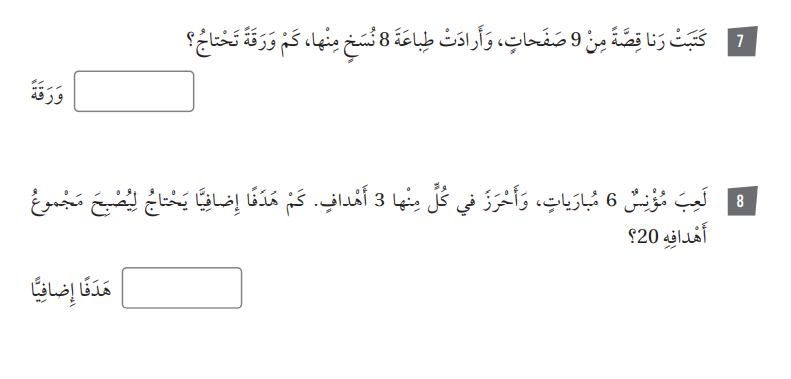 7 كَتَبَتْ رَنا قِصَّةً مِنْ 9 صَفَحاتٍ، وَأَرادَتْ طِباعَةَ 8 نُسَخٍ مِنْها، كَمْ وَرَقَةً تَحْتاجُ؟
وَرَقَةً
8 لَعِبَ مُؤْنِسٌ 6 مُبارَياتٍ، وَأَحْرَزَ في كُلٍّ مِنْها 3 أَهْدافٍ. كَمْ هَدَفًا إِضافِيًّا يَحْتاجُ لِيُصْبِحَ مَجْموعُ
أَهْدافِهِ 20؟
هَدَفًا إِضافِيًّا